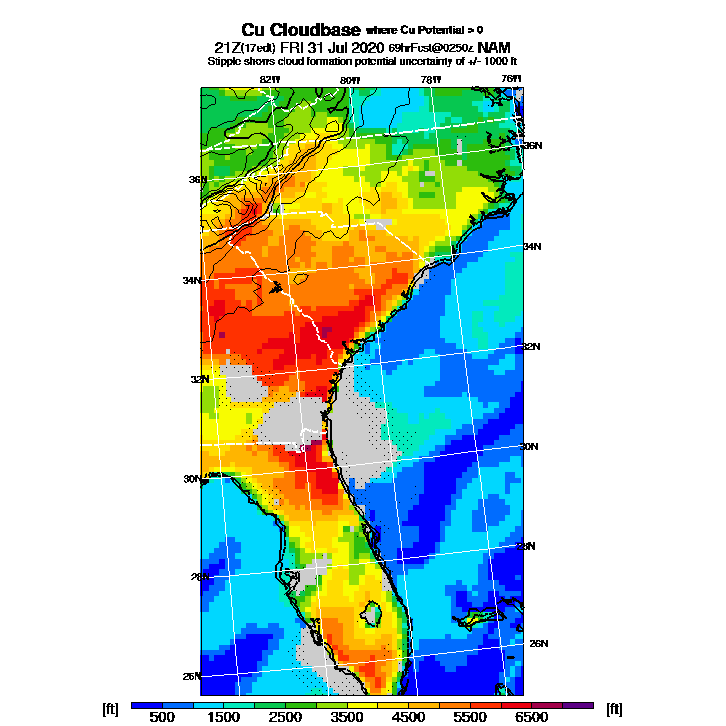 Cu Cloudbase where Cu Potential > 0
21Z(17edt) FRI 31 Jul 2020 69hrFcst@0250z NAM
Stipple shows cloud formation potential uncertainty of +/- 1000 ft
82W 80W 78W 76W
36N
36N
34N
34N
32N
32N
30N
30N
28N
28N
26N
26N
[ft] 500 1500 2500 3500 4500 5500 6500 [ft]